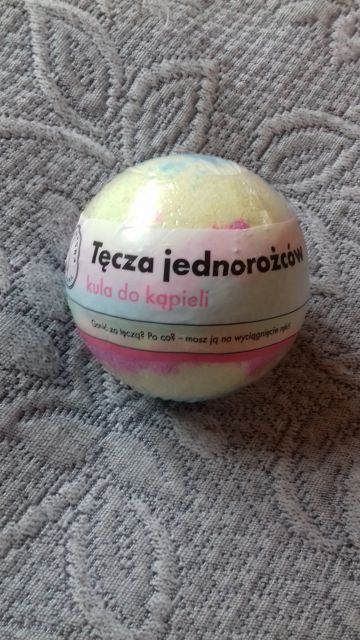 Tęcza jednorożców
kula do kąpieli
Gonić za tęczą? Po co? – masz ją na wyciągnięcie ręki!